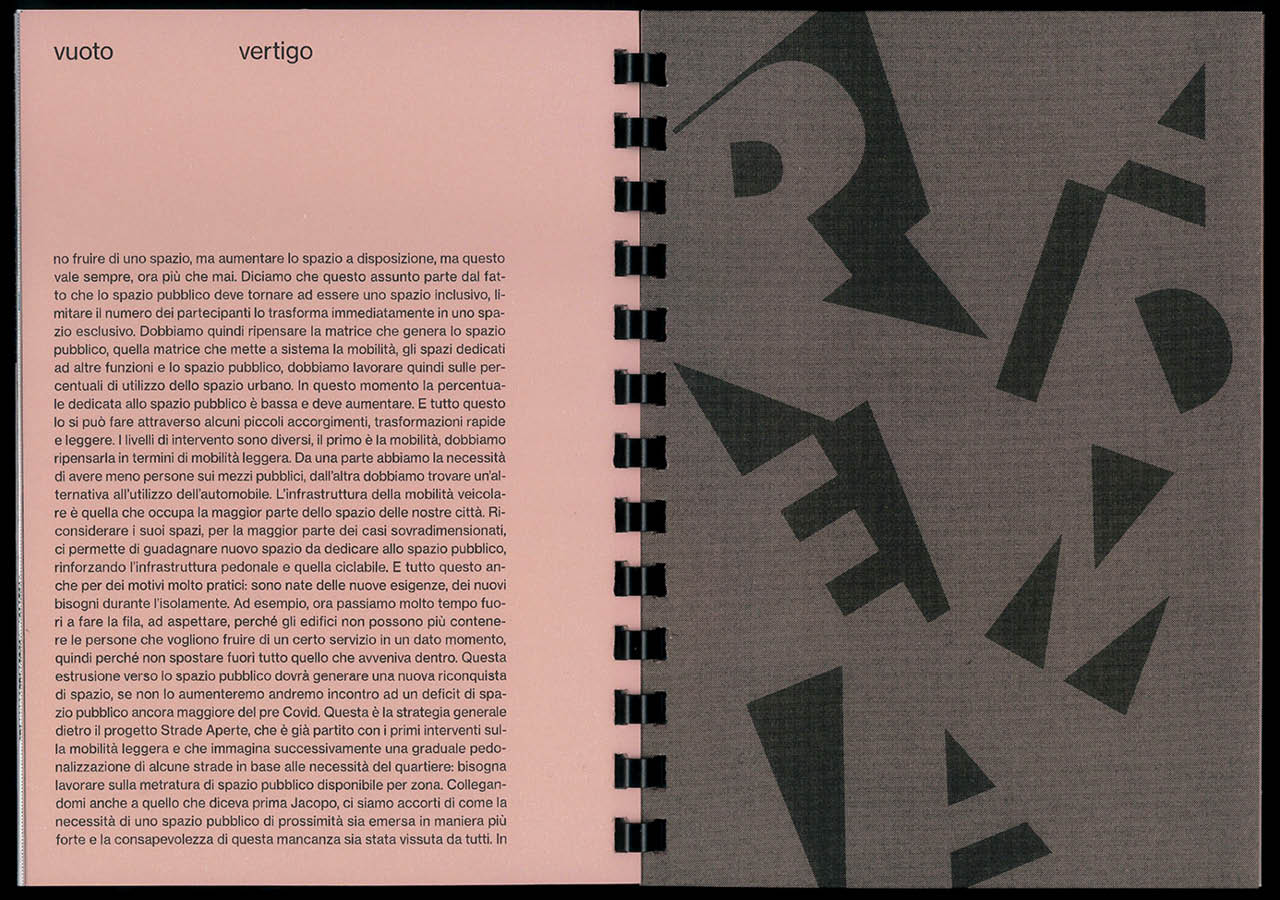 vuoto vertigo
no fruire di uno spazio, ma aumentare lo spazio a disposizione, ma questo
vale sempre, ora più che mai. Diciamo che questo assunto parte dal fat-
to che lo spazio pubblico deve tornare ad essere uno spazio inclusivo, li-
mitare il numero dei partecipanti lo trasforma immediatamente in uno spa-
zio esclusivo. Dobbiamo quindi ripensare la matrice che genera lo spazio
pubblico, quella matrice che mette a sistema la mobilità, gli spazi dedicati
ad altre funzioni e lo spazio pubblico, dobbiamo lavorare quindi sulle per-
centuali di utilizzo dello spazio urbano. In questo momento la percentua-
le dedicata allo spazio pubblico è bassa e deve aumentare. E tutto questo
lo si può fare attraverso alcuni piccoli accorgimenti, trasformazioni rapide
e leggere. I livelli di intervento sono diversi, il primo è la mobilità, dobbiamo
ripensarla in termini di mobilità leggera. Da una parte abbiamo la necessità
di avere meno persone sui mezzi pubblici, dall'altra dobbiamo trovare un'al-
ternativa all'utilizzo dell'automobile. L'infrastruttura della mobilità veicola-
re è quella che occupa la maggior parte dello spazio delle nostre città. Ri-
considerare i suoi spazi, per la maggior parte dei casi sovradimensionati,
ci permette di guadagnare nuovo spazio da dedicare allo spazio pubblico,
rinforzando l'infrastruttura pedonale e quella ciclabile. E tutto questo an-
che per dei motivi molto pratici: sono nate delle nuove esigenze, dei nuovi
bisogni durante l'isolamente. Ad esempio, ora passiamo molto tempo fuo-
ri a fare la fila, ad aspettare, perché gli edifici non possono più contene-
re le persone che vogliono fruire di un certo servizio in un dato momento,
quindi perché non spostare fuori tutto quello che avveniva dentro. Questa
estrusione verso lo spazio pubblico dovrà generare una nuova riconquista
di spazio, se non lo aumenteremo andremo incontro ad un deficit di spa-
zio pubblico ancora maggiore del pre Covid. Questa è la strategia generale
dietro il progetto Strade Aperte, che è già partito con i primi interventi sul-
la mobilità leggera e che immagina successivamente una graduale pedo-
nalizzazione di alcune strade in base alle necessità del quartiere: bisogna
lavorare sulla metratura di spazio pubblico disponibile per zona. Collegan-
domi anche a quello che diceva prima Jacopo, ci siamo accorti di come la
necessità di uno spazio pubblico di prossimità sia emersa in maniera più
forte e la consapevolezza di questa mancanza sia stata vissuta da tutti. In